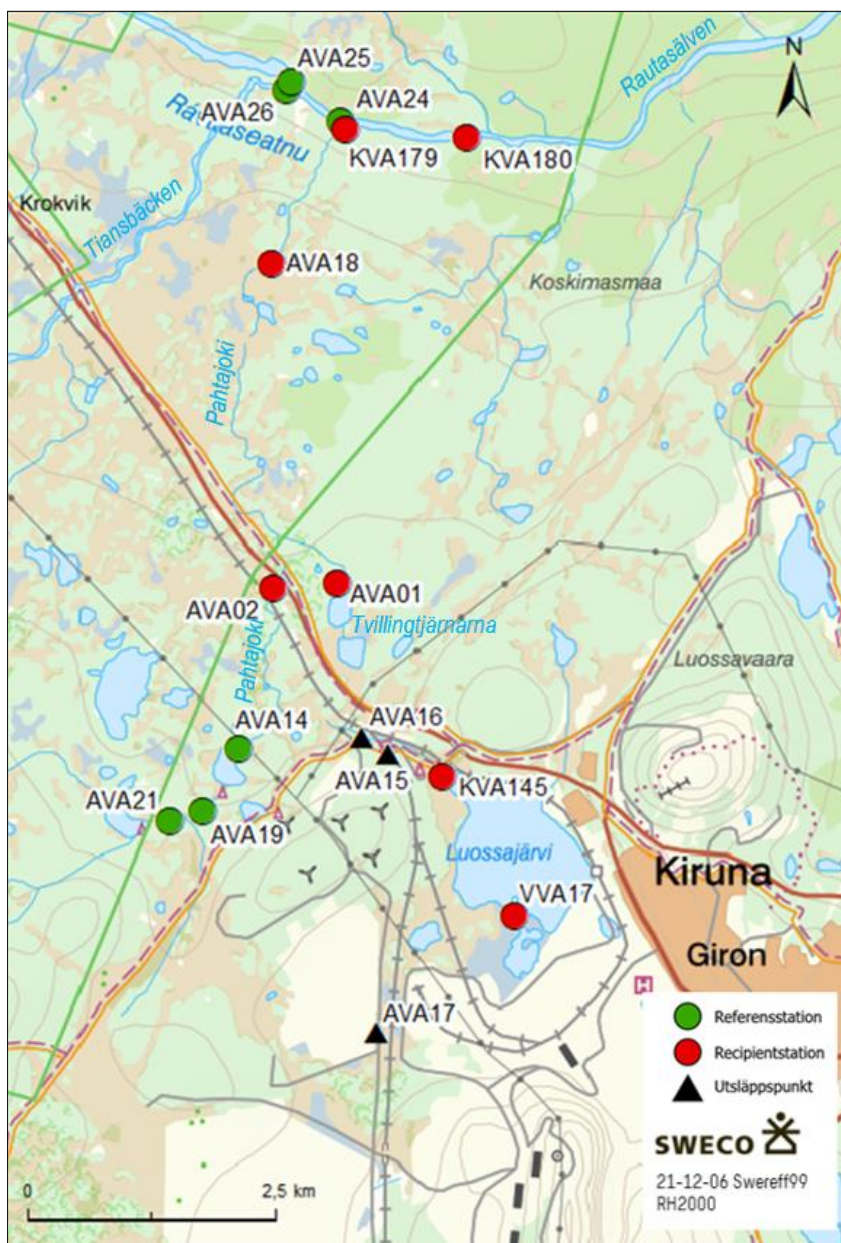 AVA25
N
Rautasälven
AVA26
AVA24
KVA179
KVA180
Krokvik
Tiansbäcken
AVA18
Koskimasmaa
Pahtajoki
AVA02
AVA01
Tvillingtjärnarna
Pahtajoki
Luossavaara
AVA14
AVA16
AVA15
KVA145
AVA21
AVA19
Luossajärvi
Kiruna
VVA17
Giron
H
AVA17
Referensstation
Recipientstation
Utsläppspunkt
SWECO
21-12-06 Swereff99
RH2000
0
2,5 km